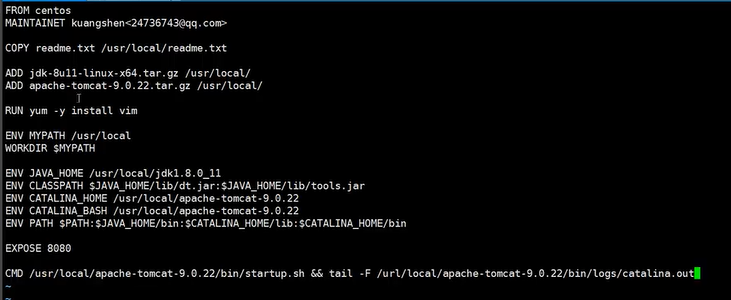 FROM centos
MAINTAINET kuangshen<24736743@qq.com>
COPY readme.txt /usr/local/readme.txt
ADD jdk-8u11-linux-x64.tar.gz /usr/local/
ADD apache-tomcat-9.0.22.tar.gz /usr/local/
RUN yum -y install vim
ENV MYPATH /usr/local
WORKDIR $MYPATH
ENV JAVA_HOME /usr/local/jdk1.8.0_11
ENV CLASSPATH $JAVA_HOME/lib/dt.jar:$JAVA_HOME/lib/tools.jar
ENV CATALINA_HOME /usr/local/apache-tomcat-9.0.22
ENV CATALINA_BASH /usr/local/apache-tomcat-9.0.22
ENV PATH $PATH:$JAVA_HOME/bin:$CATALINA_HOME/lib:$CATALINA_HOME/bin
EXPOSE 8080
CMD /usr/local/apache-tomcat-9.0.22/bin/startup.sh && tail -F /url/local/apache-tomcat-9.0.22/bin/logs/catalina.out
~
~